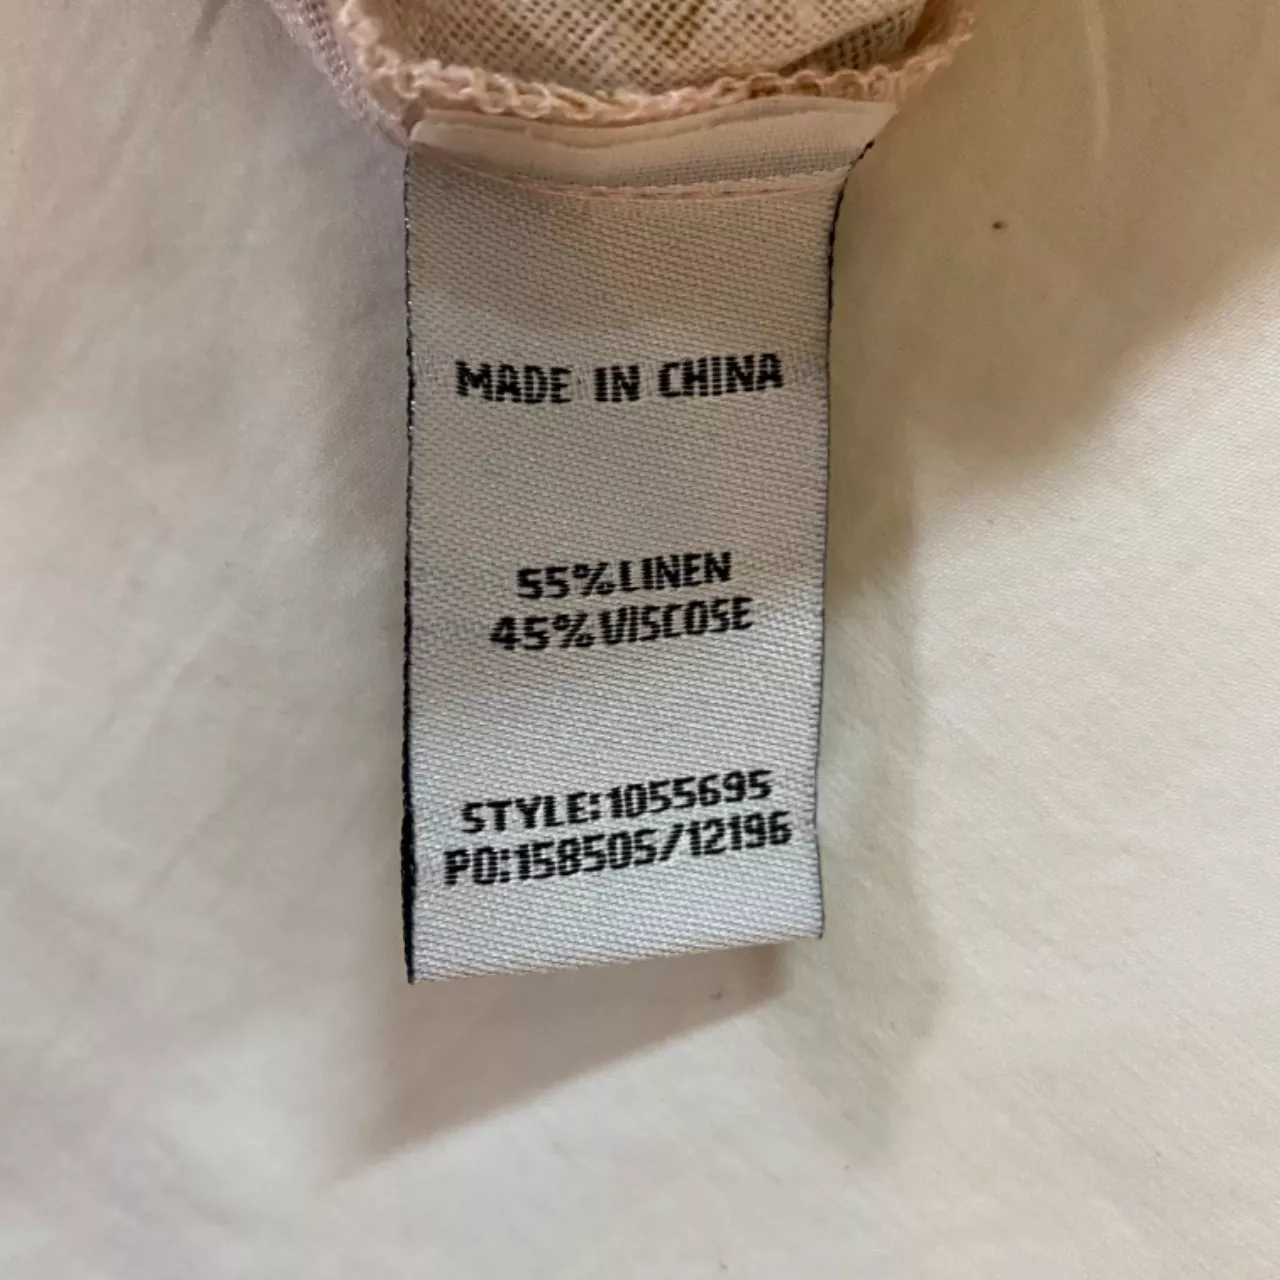 MADE IN CHINA
55%LINEN
45%VISCOSE
STYLE:1055695
PO:158505/12196